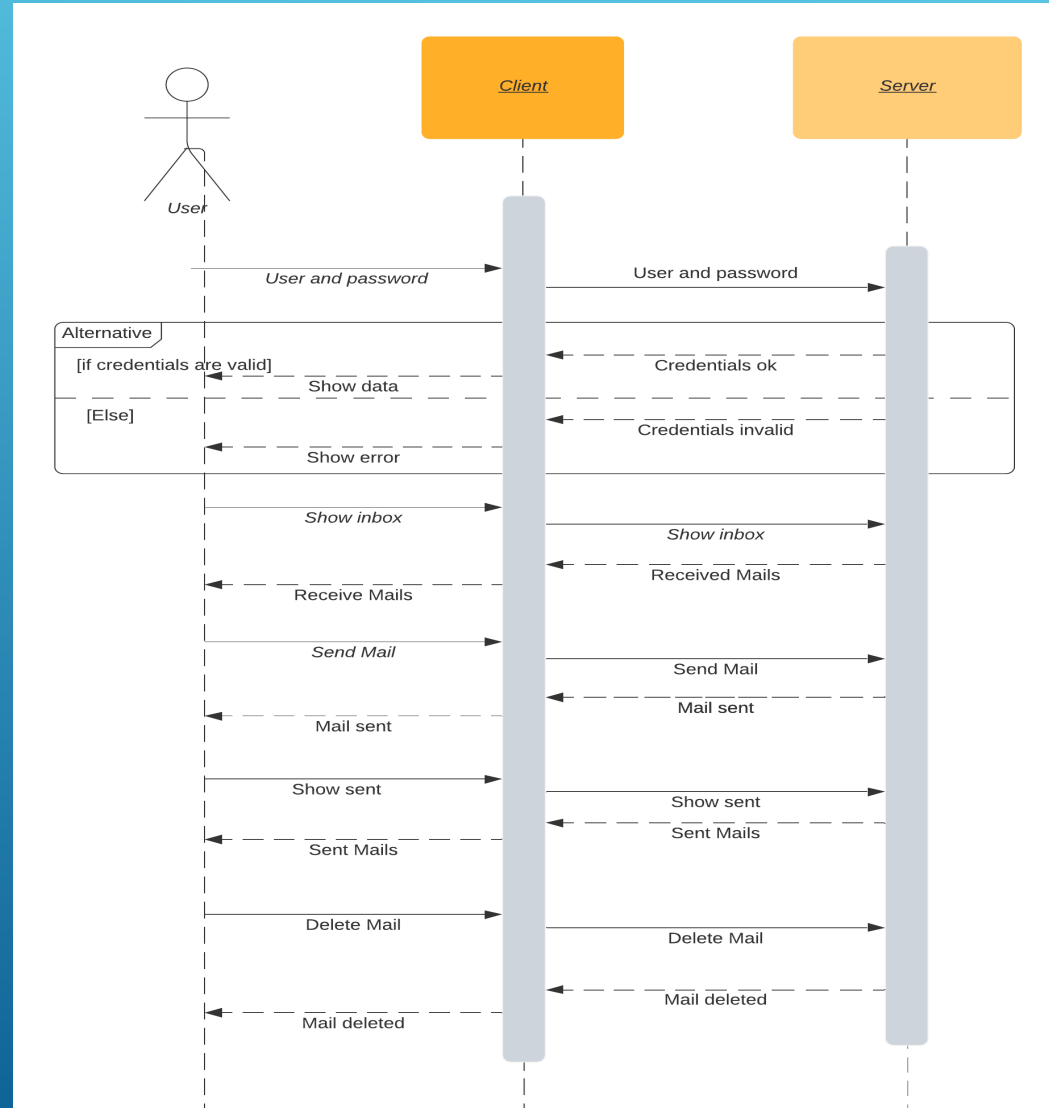 Client
Server
User
User and password
User and password
Alternative
[if credentials are valid]
Credentials ok
Show data
[Else]
Credentials invalid
Show error
Show inbox
Show inbox
Received Mails
Receive Mails
Send Mail
Send Mail
Mail sent
Mail sent
Show sent
Show sent
Sent Mails
Sent Mails
Delete Mail
Delete Mail
Mail deleted
Mail deleted